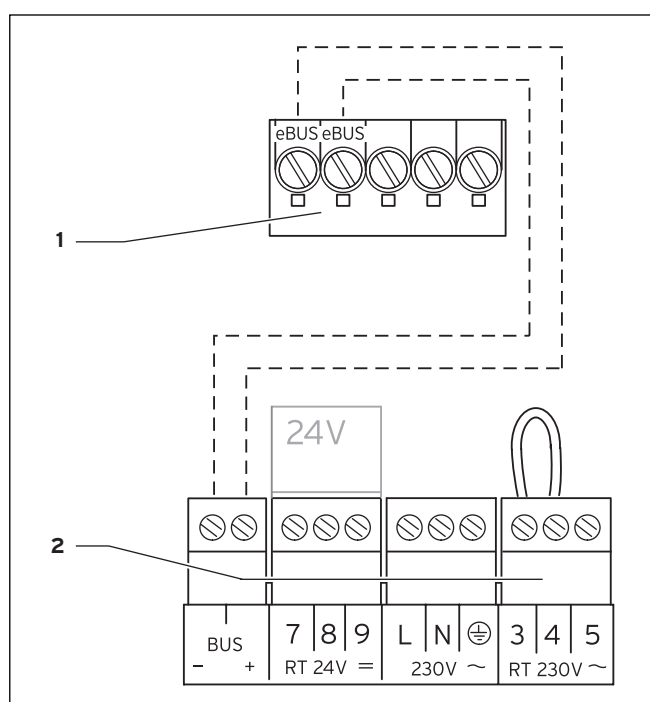 eBUS eBUS
1
24V
2
BUS
- +
7 8 9
RT 24V =
L N
230V ~
3 4 5
RT 230V ~